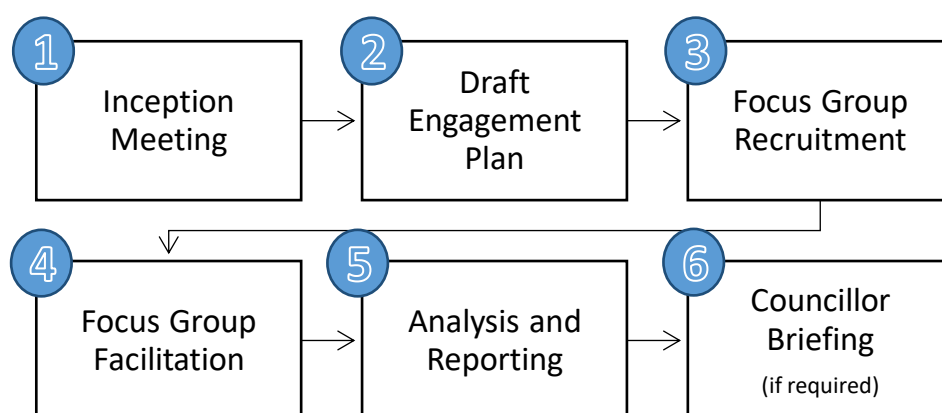 1
Inception
Meeting
2
Draft
Engagement
Plan
3
Focus Group
Recruitment
4
Focus Group
Facilitation
5
Analysis and
Reporting
6
Councillor
Briefing
(if required)